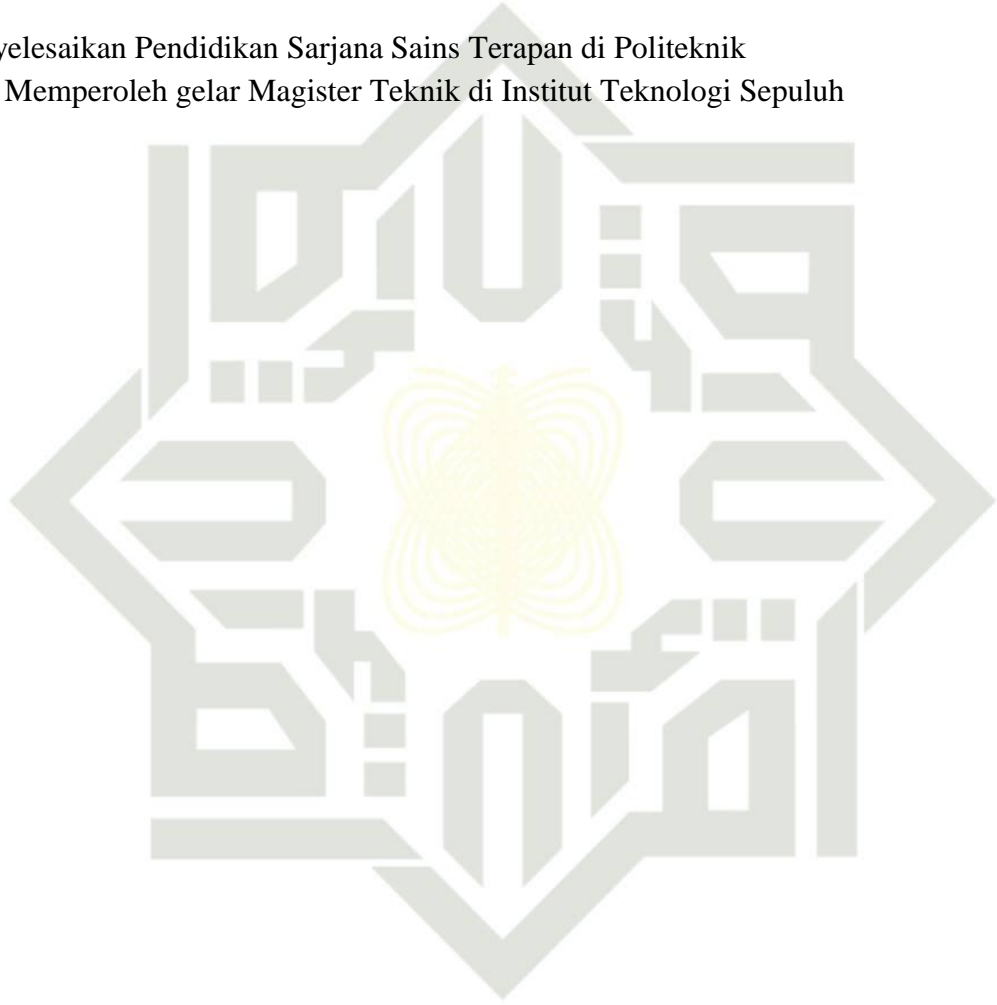 yelesaikan Pendidikan Sarjana Sains Terapan di Politeknik
Memperoleh gelar Magister Teknik di Institut Teknologi Sepuluh